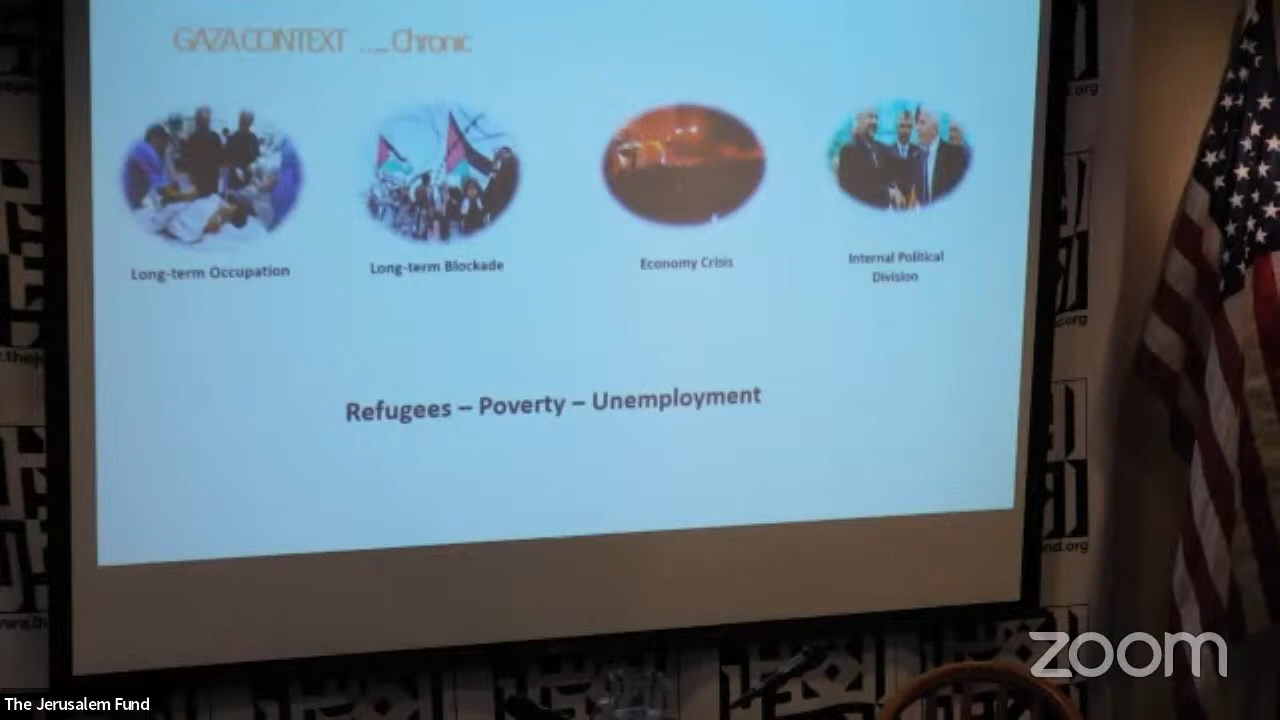 GAZA CONTEXT ..... Chronic
Long-term Occupation
Long-term Blockade
Economy Crisis
Internal Political
Division
Refugees – Poverty – Unemployment
zoom
The Jerusalem Fund